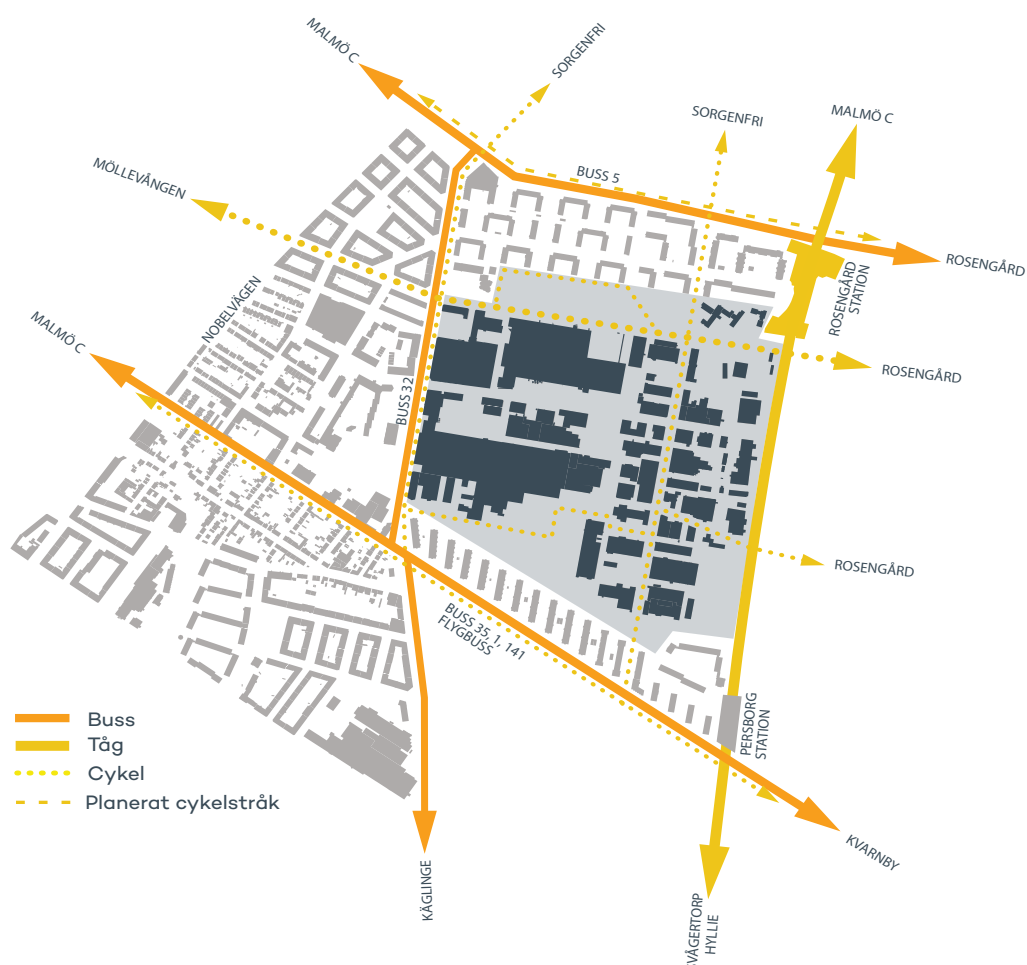 MALMÖ C
SORGENFRI
SORGENFRI
MALMÖ C
MÖLLEVÅNGEN
BUSS 5
ROSENGÅRD
ROSENGÅRD
STATION
NOBELVÄGEN
MALMÖ C
BUSS 32
ROSENGÅRD
ROSENGÅRD
BUSS 35, 1, 141
FLYGBUSS
PERSBORG
STATION
Buss
Tåg
Cykel
Planerat cykelstråk
KVARNBY
KÄGLINGE
SVÅGERTORP
HYLLIE